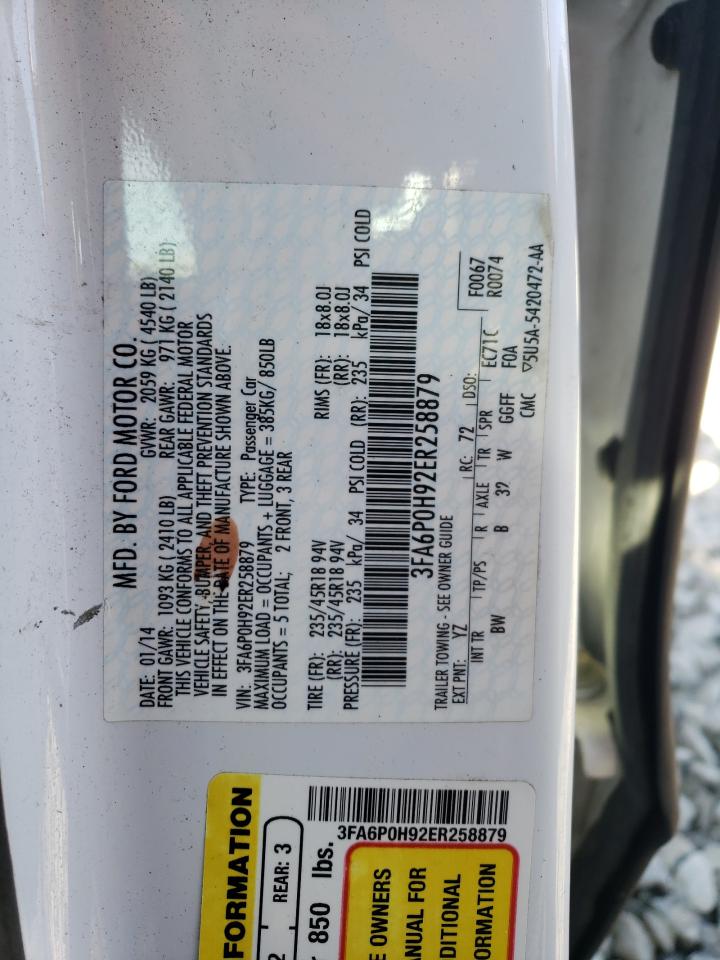 MFD. BY FORD MOTOR CO.
DATE: 01/14 GVWR: 2059 KG ( 4540 LB)
FRONT GAWR: 1093 KG ( 2410 LB) REAR GAWR: 971 KG ( 2140 LB)
THIS VEHICLE CONFORMS TO ALL APPLICABLE FEDERAL MOTOR
VEHICLE SAFETY, BUMPER, AND THEFT PREVENTION STANDARDS
IN EFFECT ON THE DATE OF MANUFACTURE SHOWN ABOVE.
VIN: 3FA6P0H92ER258879 TYPE: Passenger Car
MAXIMUM LOAD = OCCUPANTS + LUGGAGE = 385KG/ 850LB
OCCUPANTS = 5 TOTAL: 2 FRONT, 3 REAR
TIRE (FR): 235/45R18 94V RIMS (FR): 18x8.0J
(RR): 235/45R18 94V (RR): 18x8.0J
PRESSURE (FR): 235 kPa/ 34 PSI COLD (RR): 235 kPa/ 34 PSI COLD
3FA6P0H92ER258879
TRAILER TOWING - SEE OWNER GUIDE
EXT PNT: YZ RC: 72 DSO: F0067
R0074
INT TR TP/PS R AXLE TR SPR EC71C
BW B 32 W GGFF F0A
CMC ▽5U5A-5420472-AA
FORMATION
2 REAR: 3
850 lbs.
3FA6P0H92ER258879
E OWNERS
ANUAL FOR
DITIONAL
ORMATION